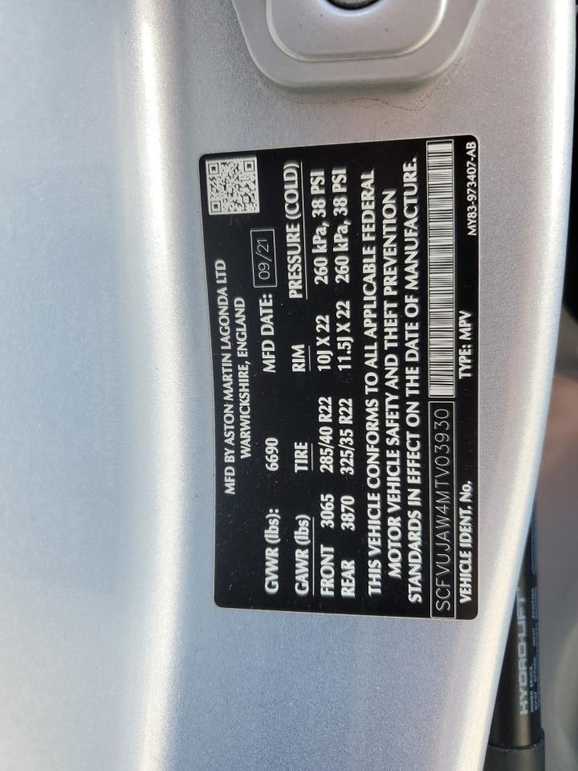 MFD BY ASTON MARTIN LAGONDA LTD
WARWICKSHIRE, ENGLAND
GVWR (lbs): 6690 MFD DATE: 09/21
GAWR (lbs) TIRE RIM PRESSURE (COLD)
FRONT 3065 285/40 R22 10J X 22 260 kPa, 38 PSI
REAR 3870 325/35 R22 11.5J X 22 260 kPa, 38 PSI
THIS VEHICLE CONFORMS TO ALL APPLICABLE FEDERAL
MOTOR VEHICLE SAFETY AND THEFT PREVENTION
STANDARDS IN EFFECT ON THE DATE OF MANUFACTURE.
SCFVUJAW4MTV03930
VEHICLE IDENT. No. TYPE: MPV MY83-973407-AB
HYDRO-LIFT